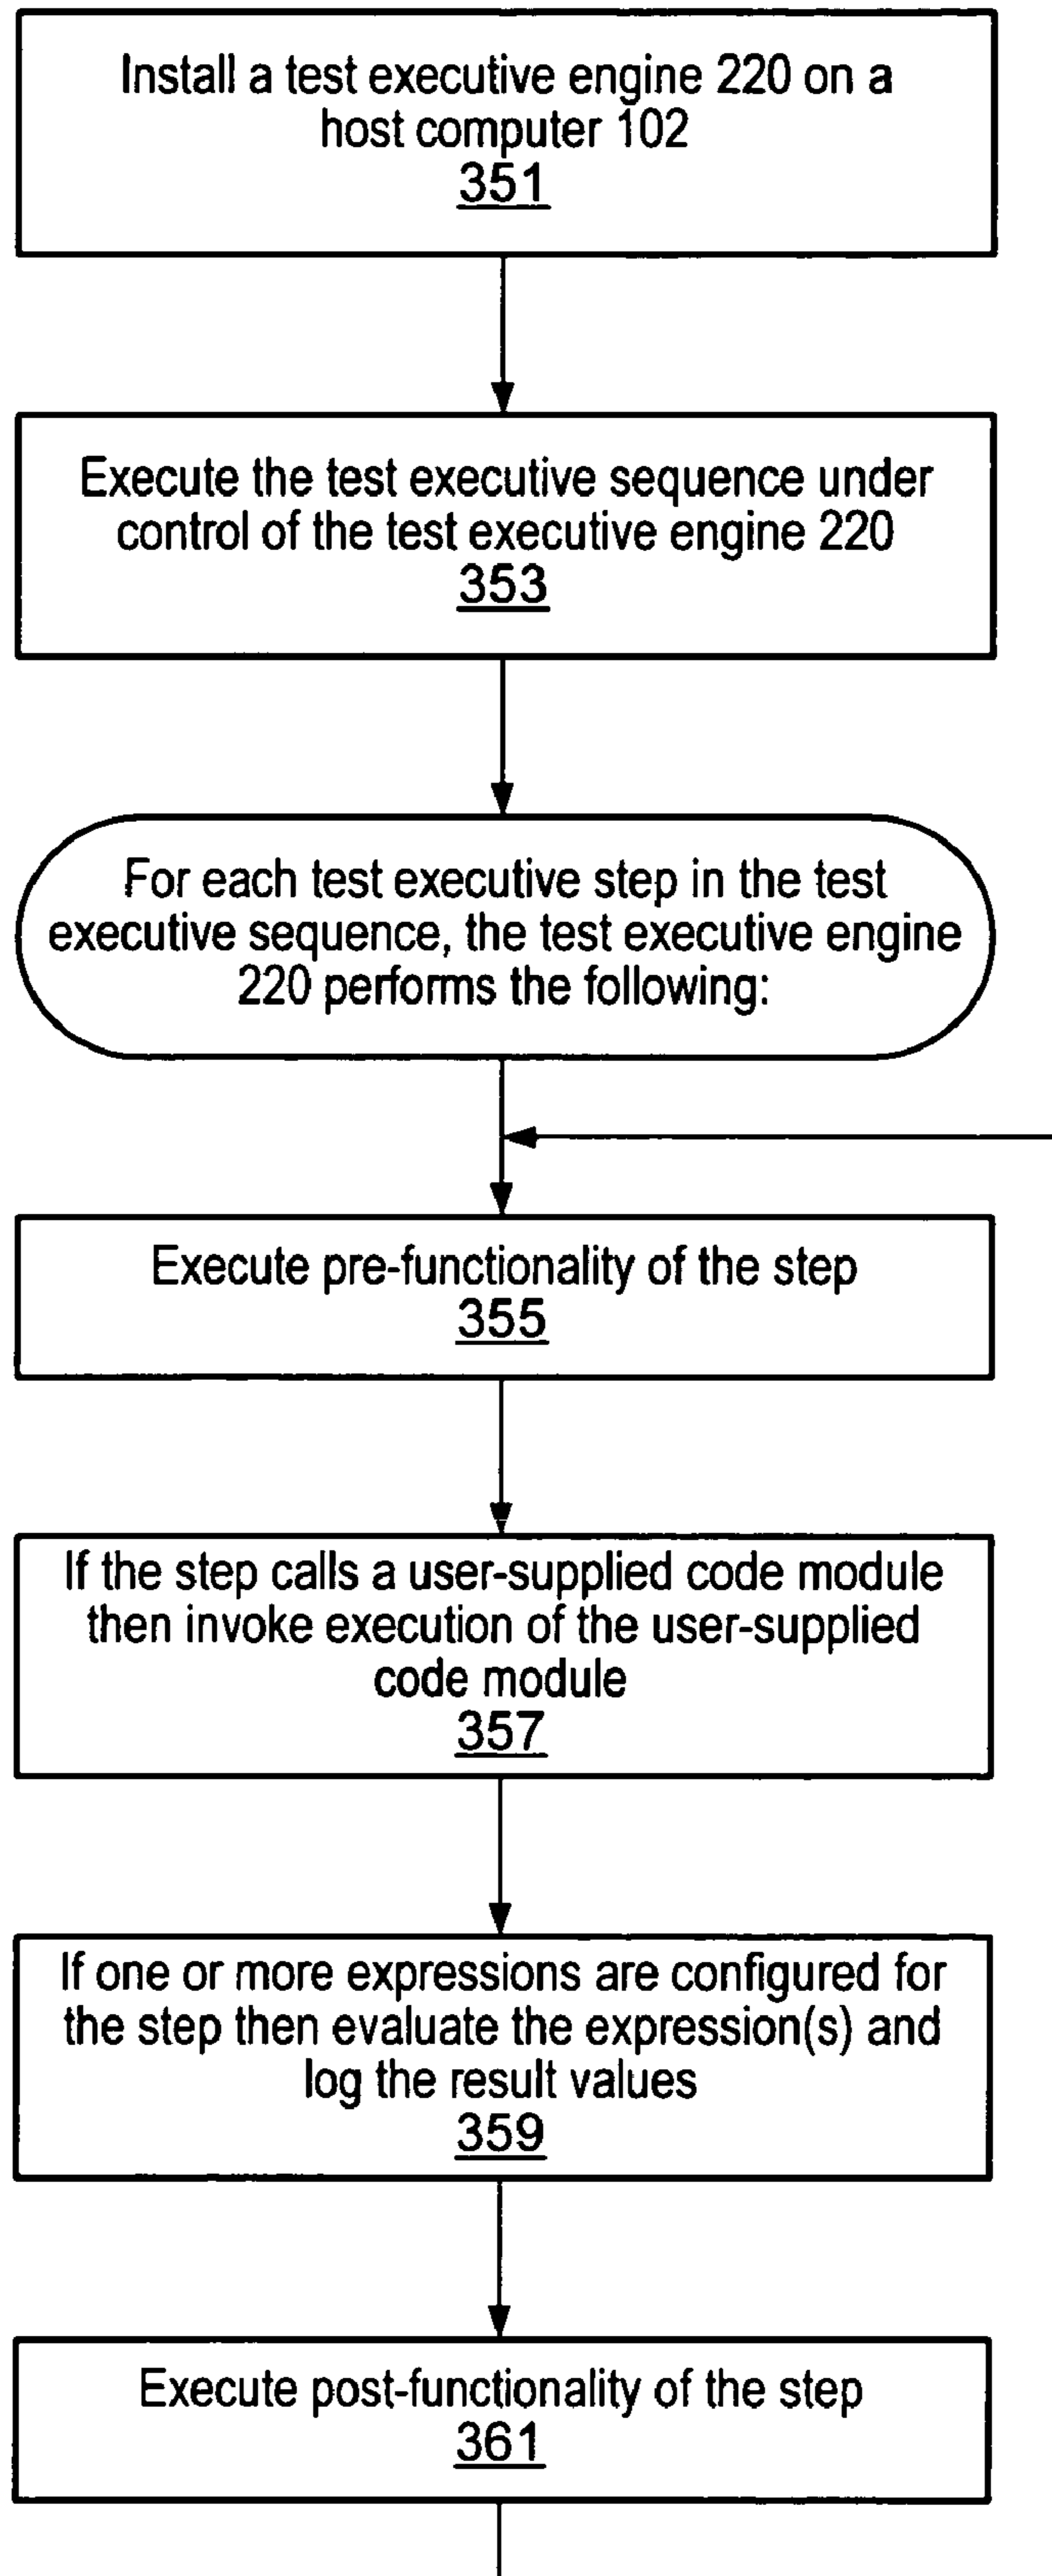 Install a test executive engine 220 on a
host computer 102
351
Execute the test executive sequence under
control of the test executive engine 220
353
For each test executive step in the test
executive sequence, the test executive engine
220 performs the following:
Execute pre-functionality of the step
355
If the step calls a user-supplied code module
then invoke execution of the user-supplied
code module
357
If one or more expressions are configured for
the step then evaluate the expression(s) and
log the result values
359
Execute post-functionality of the step
361